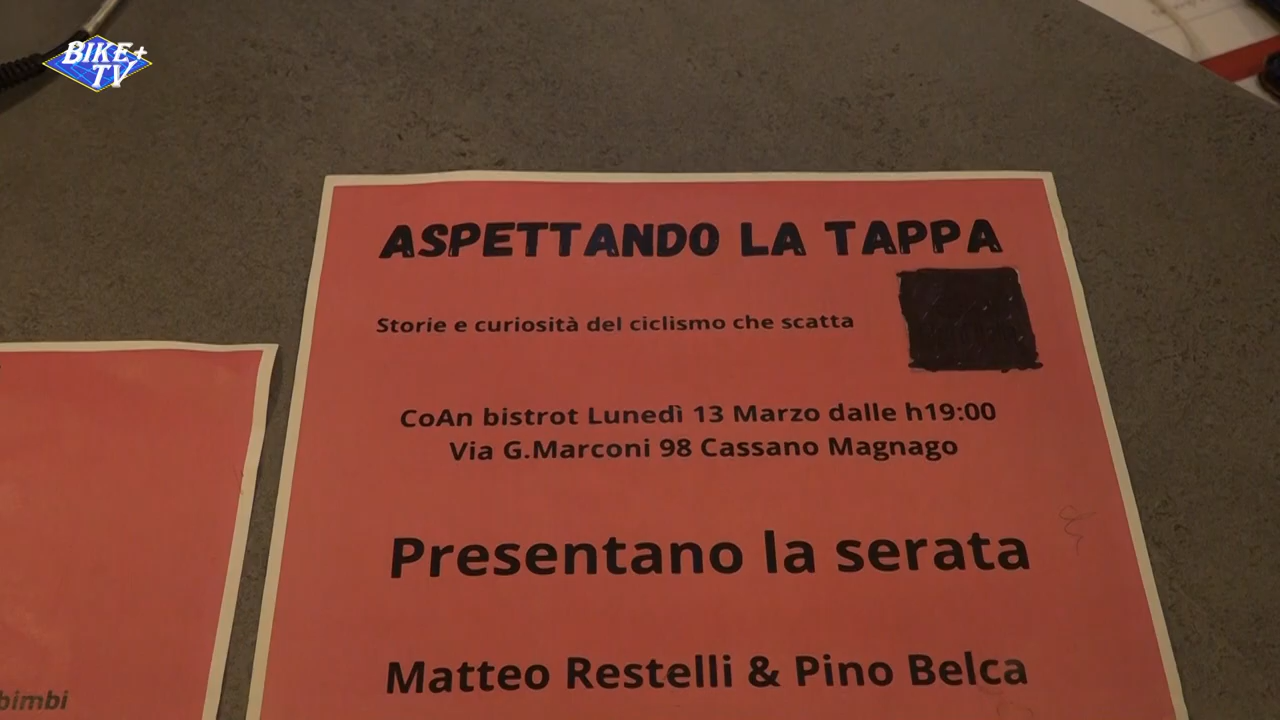 BIKE+
TV
ASPETTANDO LA TAPPA
Storie e curiosità del ciclismo che scatta
CoAn bistrot Lunedì 13 Marzo dalle h19:00
Via G.Marconi 98 Cassano Magnago
Presentano la serata
Matteo Restelli & Pino Belca
bimbi